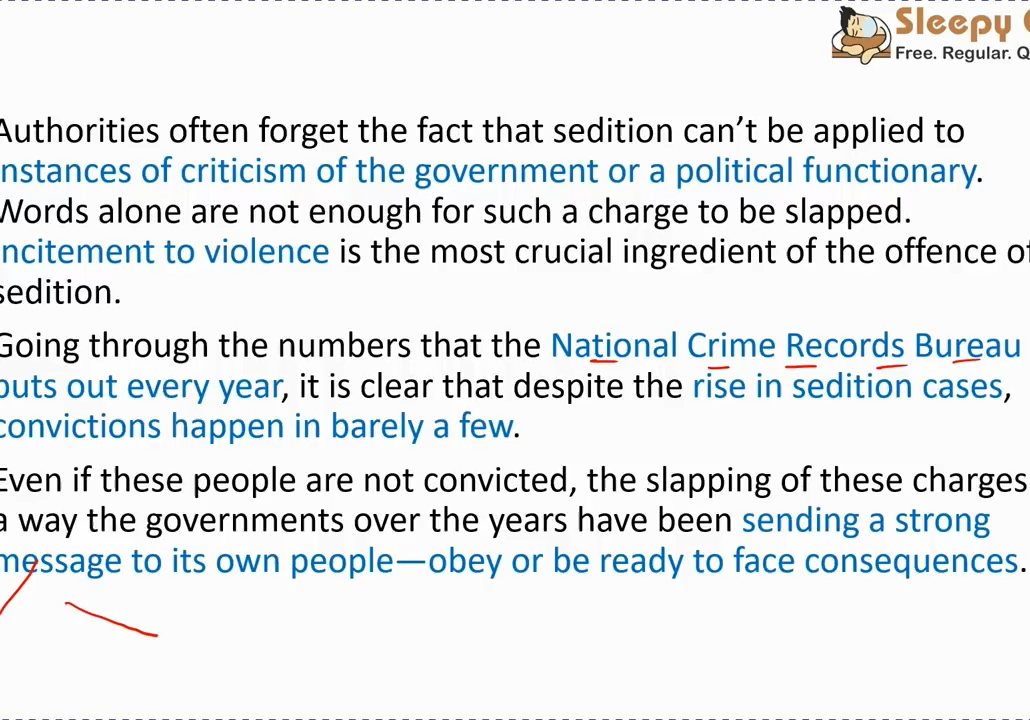 Sleepy
Free. Regular. Q
Authorities often forget the fact that sedition can't be applied to
instances of criticism of the government or a political functionary.
Words alone are not enough for such a charge to be slapped.
incitement to violence is the most crucial ingredient of the offence of
sedition.
Going through the numbers that the National Crime Records Bureau
puts out every year, it is clear that despite the rise in sedition cases,
convictions happen in barely a few.
Even if these people are not convicted, the slapping of these charges
a way the governments over the years have been sending a strong
message to its own people—obey or be ready to face consequences.